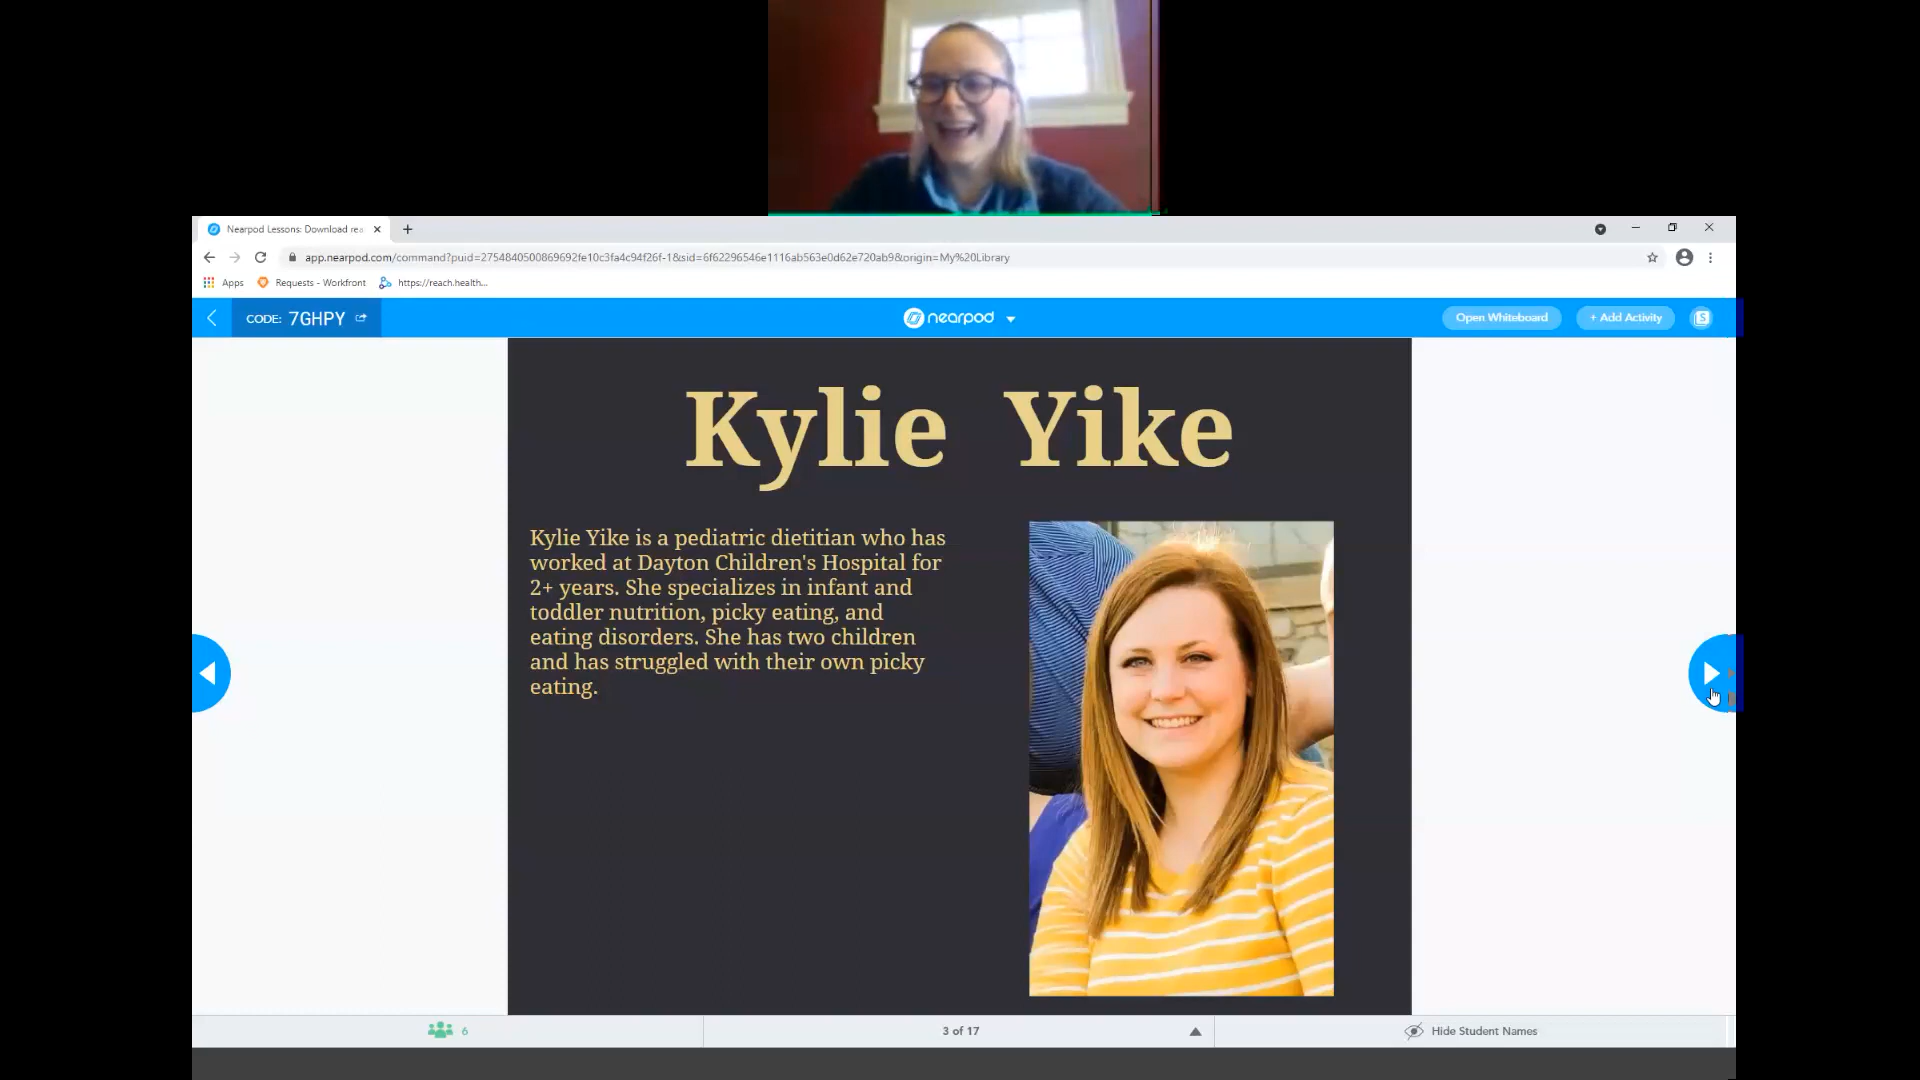 Nearpod Lessons: Download rea
app.nearpod.com/command?puid=2754840500869692fe10c3fa4c94f26f-1&sid=6f62296546e1116ab563e0d62e720ab9&origin=My%20Library
Apps Requests - Workfront https://reach.health...
CODE: 7GHPY nearpod Open Whiteboard + Add Activity S
Kylie Yike
Kylie Yike is a pediatric dietitian who has
worked at Dayton Children's Hospital for
2+ years. She specializes in infant and
toddler nutrition, picky eating, and
eating disorders. She has two children
and has struggled with their own picky
eating.
6 3 of 17 Hide Student Names